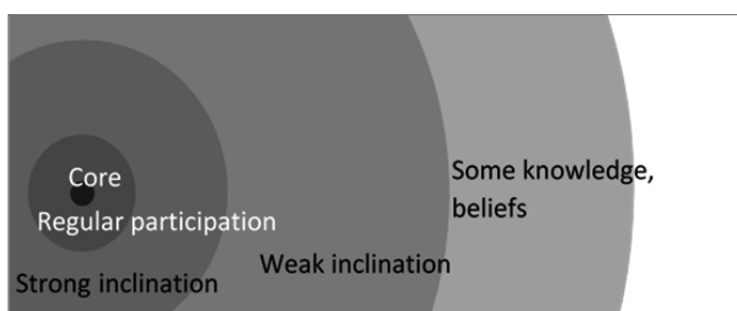 Core
Regular participation
Strong inclination
Weak inclination
Some knowledge,
beliefs